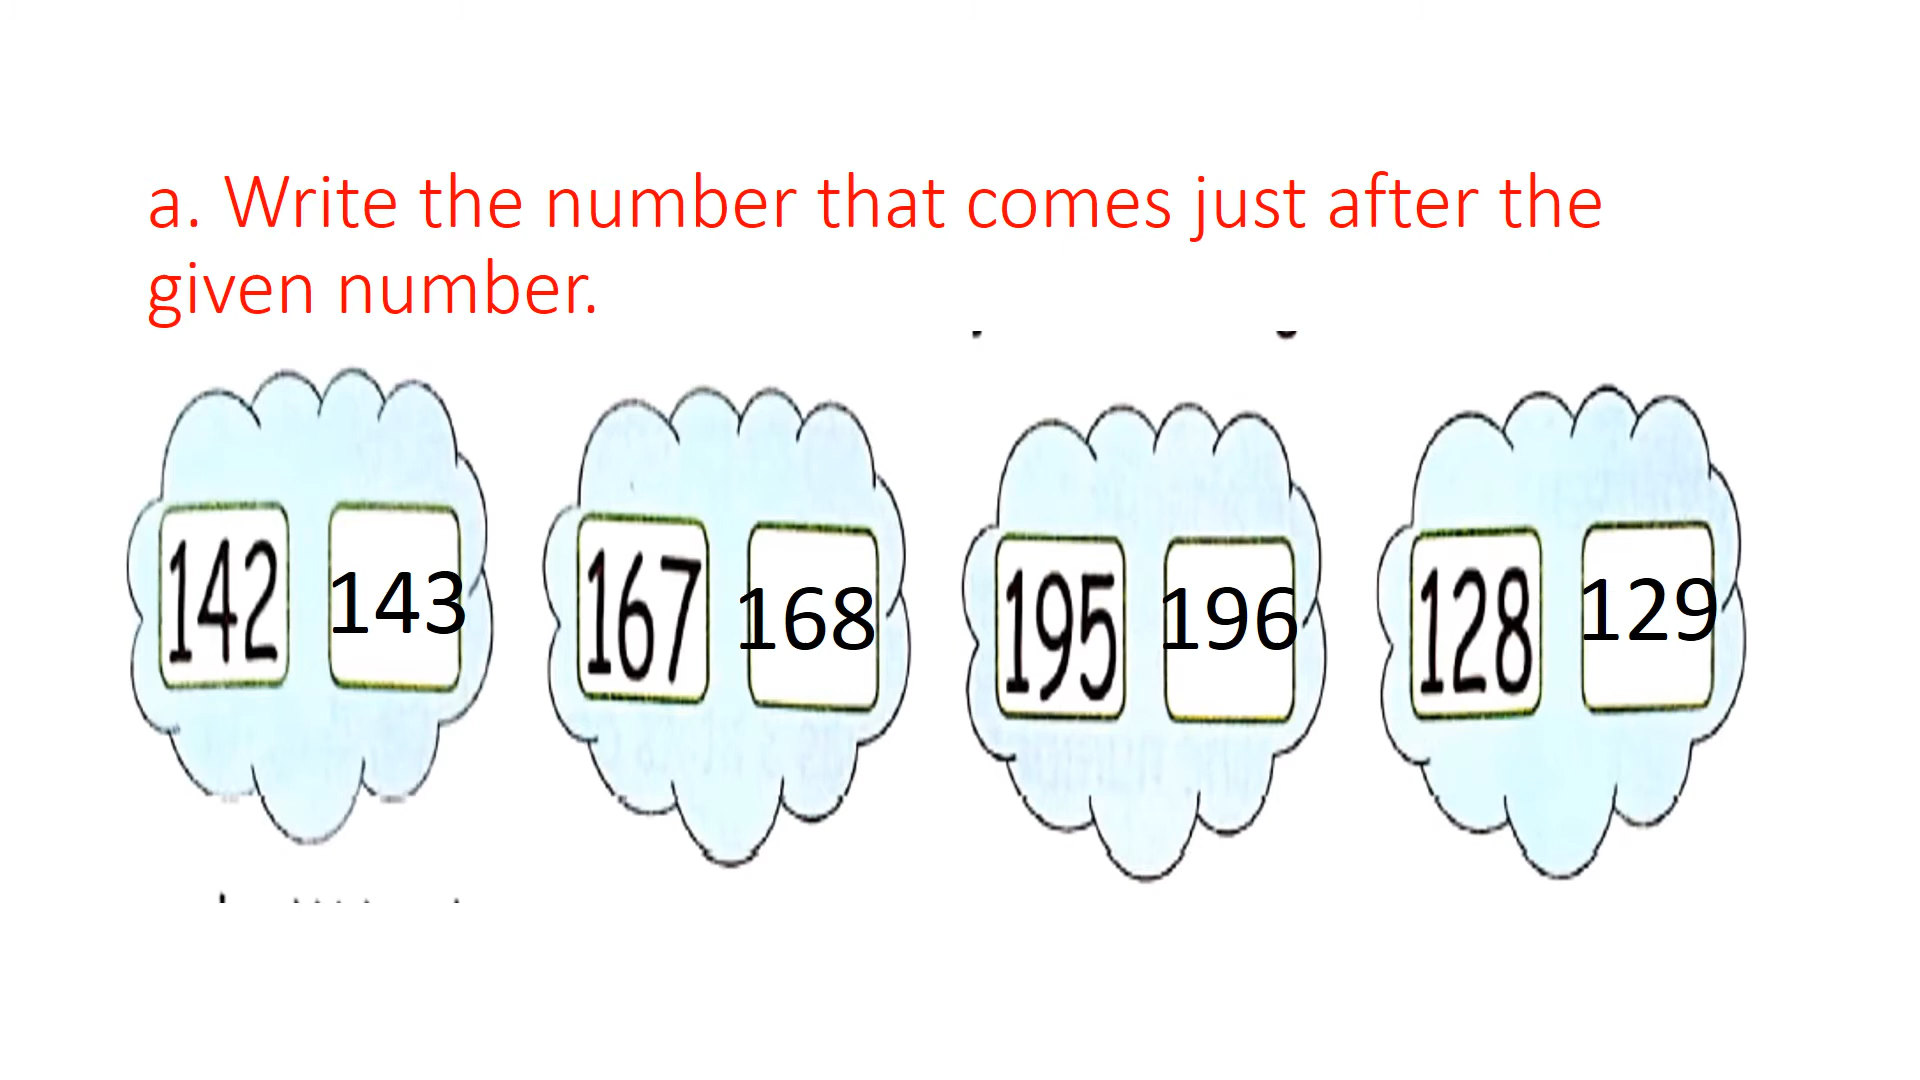 a. Write the number that comes just after the
given number.
142 143 167 168 195 196 128 129